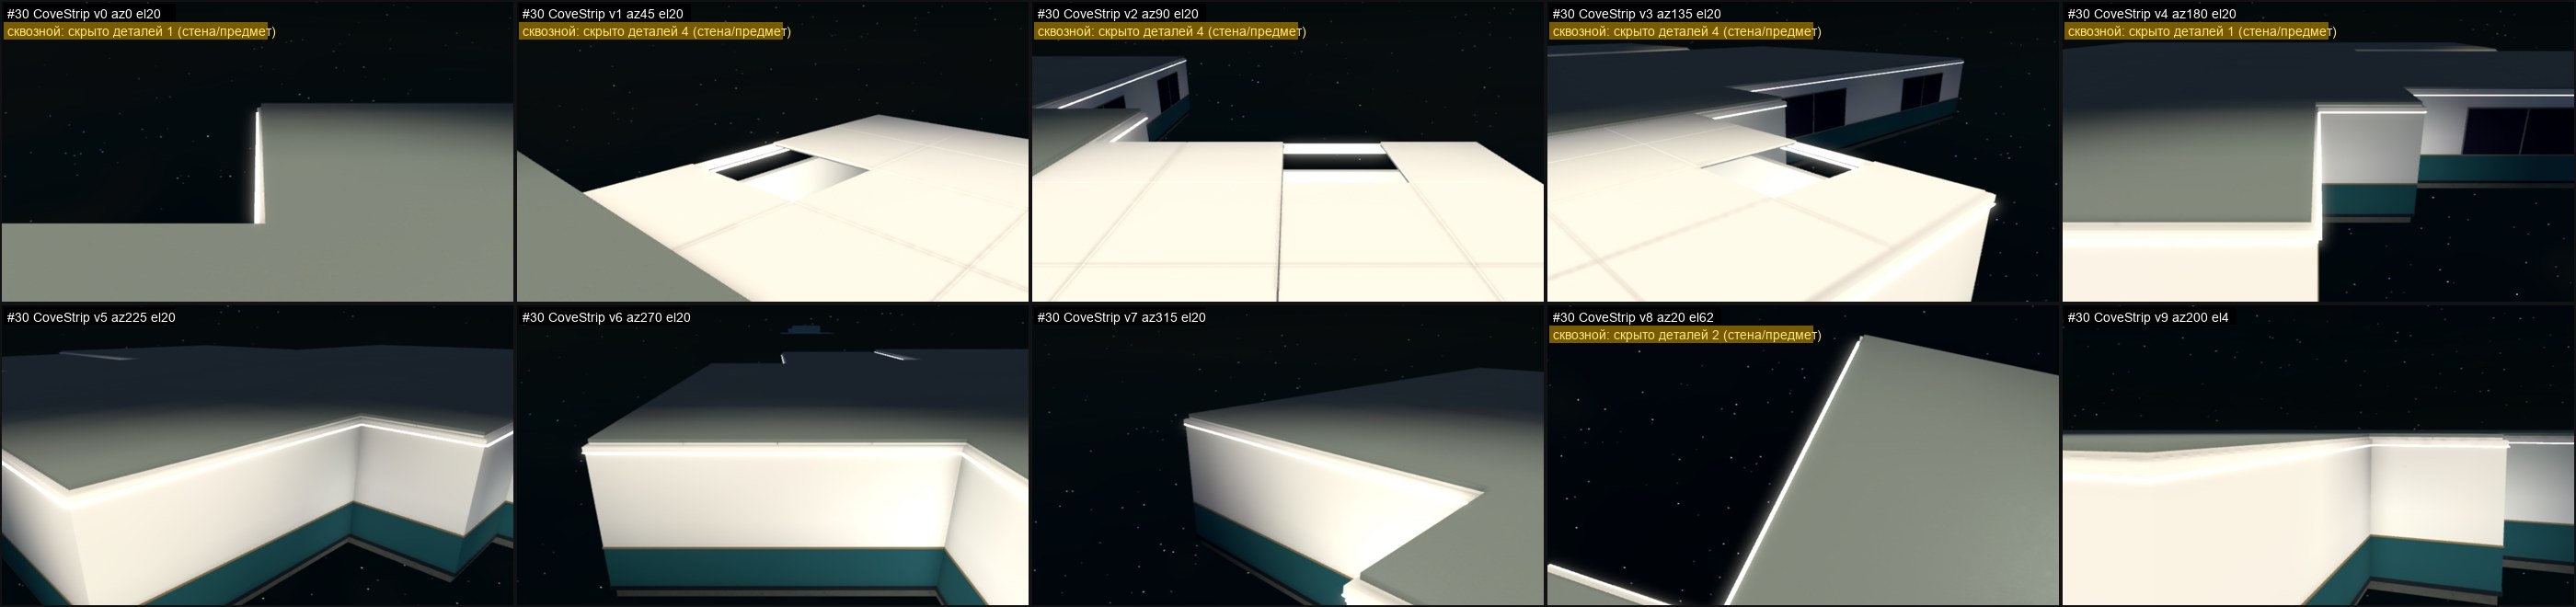 #30 CoveStrip v0 az0 el20
сквозной: скрыто деталей 1 (стена/предмет)
#30 CoveStrip v1 az45 el20
сквозной: скрыто деталей 4 (стена/предмет)
#30 CoveStrip v2 az90 el20
сквозной: скрыто деталей 4 (стена/предмет)
#30 CoveStrip v3 az135 el20
сквозной: скрыто деталей 4 (стена/предмет)
#30 CoveStrip v4 az180 el20
сквозной: скрыто деталей 1 (стена/предмет)
#30 CoveStrip v5 az225 el20
#30 CoveStrip v6 az270 el20
#30 CoveStrip v7 az315 el20
#30 CoveStrip v8 az20 el62
сквозной: скрыто деталей 2 (стена/предмет)
#30 CoveStrip v9 az200 el4